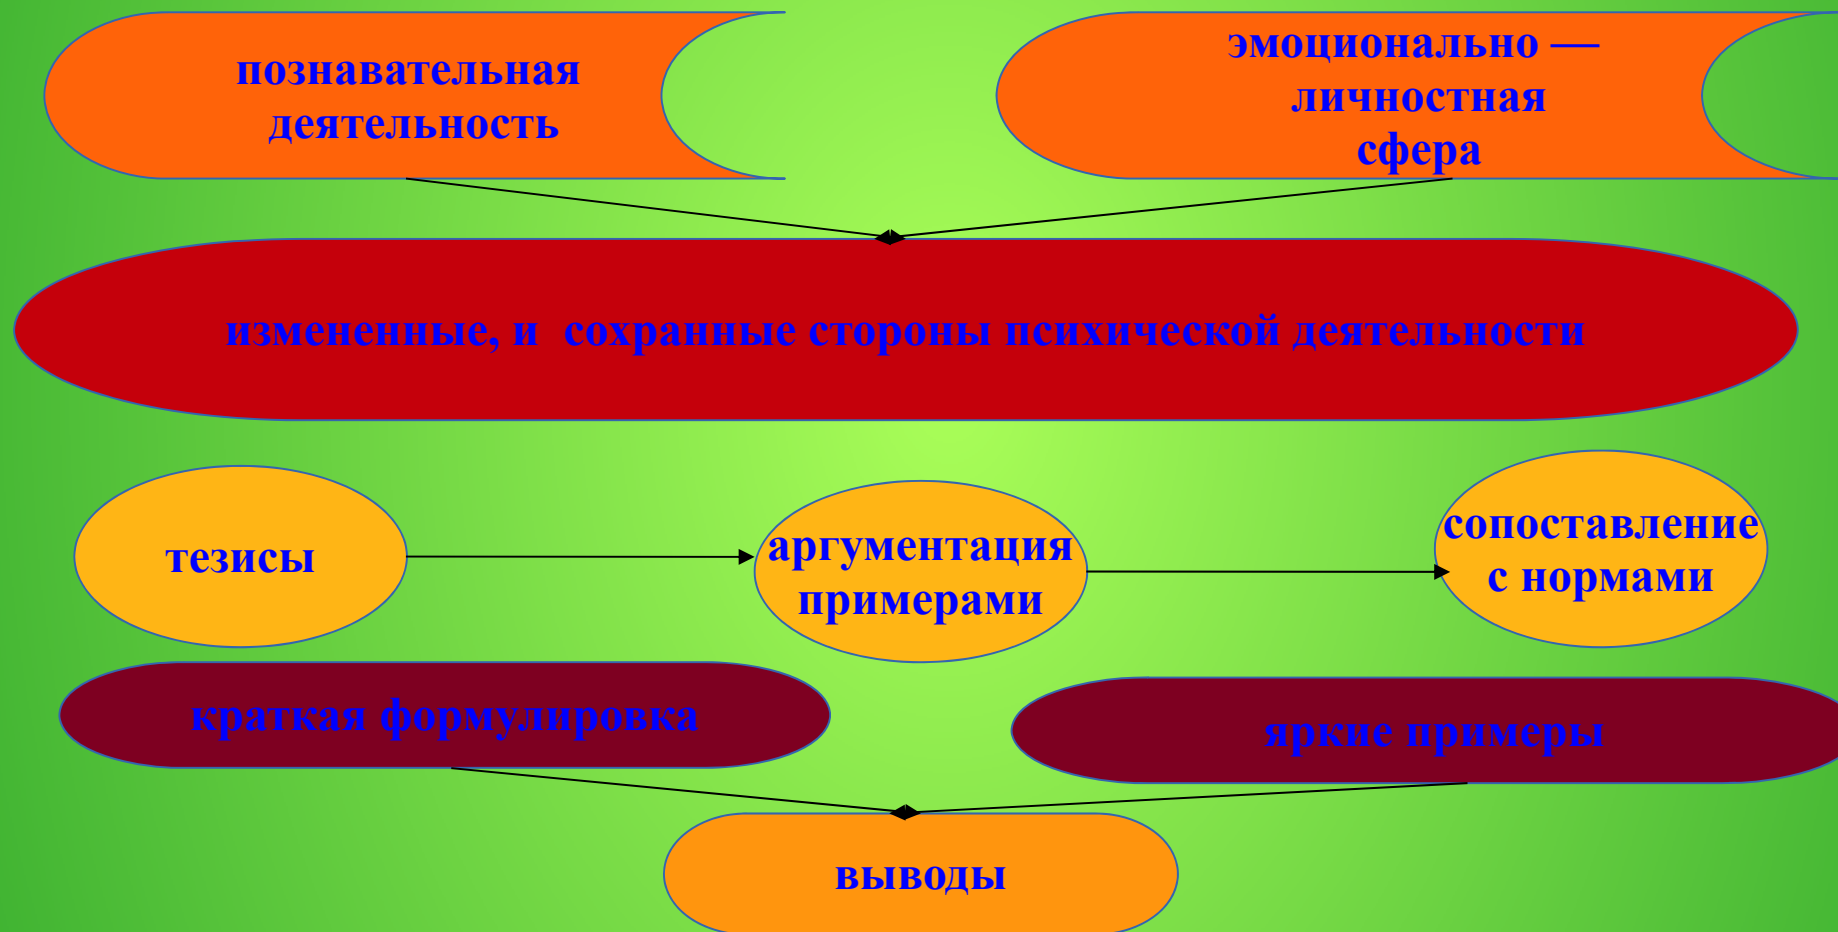 познавательная
деятельность
эмоционально —
личностная
сфера
измененные, и  сохранные стороны психической деятельности
тезисы
аргументация
примерами
сопоставление
с нормами
краткая формулировка
яркие примеры
выводы